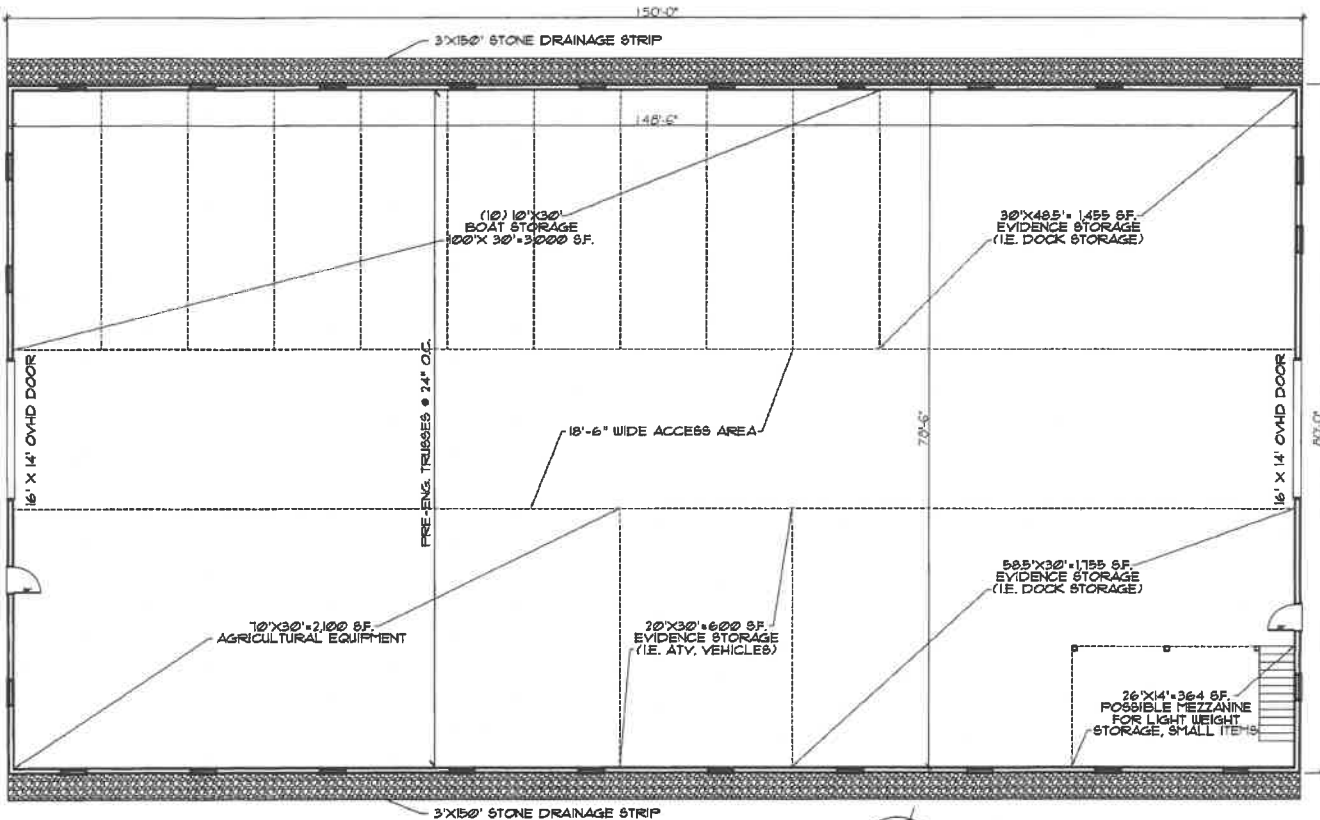 150'-0"
3'X150' STONE DRAINAGE STRIP
148'-6"
(10) 10'X30'
BOAT STORAGE
100'X 30'=3,000 S.F.
30'X48.5'= 1,455 S.F.
EVIDENCE STORAGE
(I.E. DOCK STORAGE)
16' X 14' OVHD DOOR
PRE-ENG. TRUSSES @ 24" O.C.
18'-6" WIDE ACCESS AREA
78'-6"
16' X 14' OVHD DOOR
80'-0"
70'X30'=2,100 S.F.
AGRICULTURAL EQUIPMENT
20'X30'=600 S.F.
EVIDENCE STORAGE
(I.E. ATV, VEHICLES)
58.5'X30'=1,755 S.F.
EVIDENCE STORAGE
(I.E. DOCK STORAGE)
26'X14'=364 S.F.
POSSIBLE MEZZANINE
FOR LIGHT WEIGHT
STORAGE, SMALL ITEMS
3'X150' STONE DRAINAGE STRIP